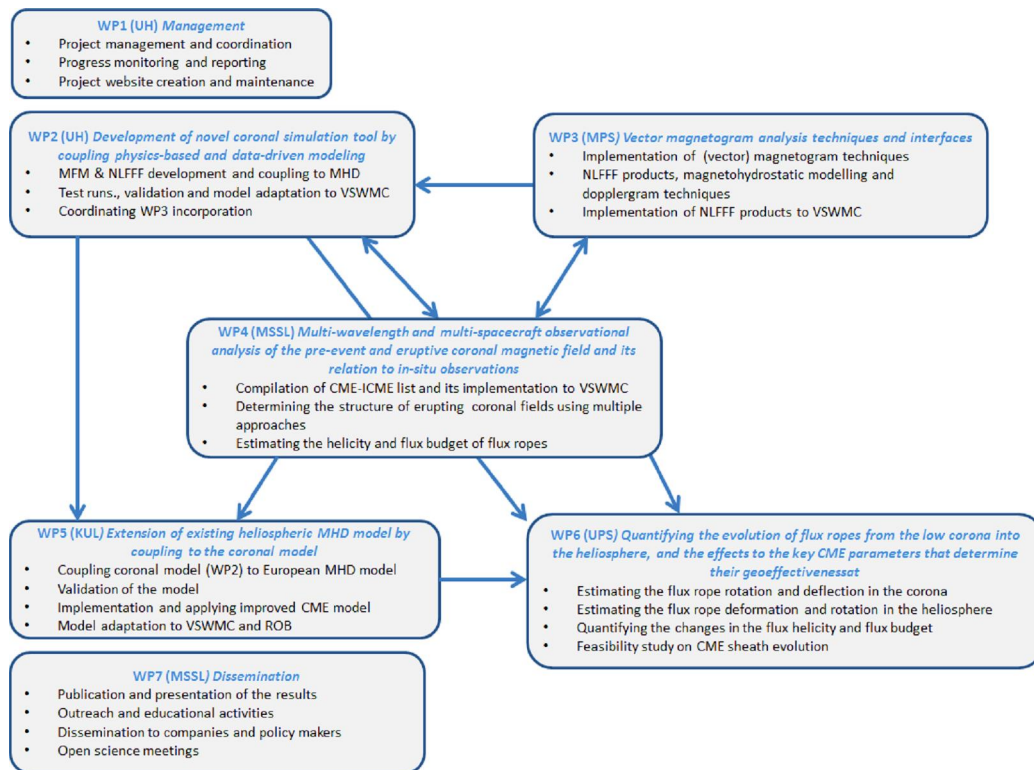 WP1 (UH) Management
• Project management and coordination
• Progress monitoring and reporting
• Project website creation and maintenance
WP2 (UH) Development of novel coronal simulation tool by
coupling physics-based and data-driven modeling
• MFM & NLFFF development and coupling to MHD
• Test runs., validation and model adaptation to VSWMC
• Coordinating WP3 incorporation
WP3 (MPS) Vector magnetogram analysis techniques and interfaces
• Implementation of (vector) magnetogram techniques
• NLFFF products, magnetohydrostatic modelling and
dopplergram techniques
• Implementation of NLFFF products to VSWMC
WP4 (MSSL) Multi-wavelength and multi-spacecraft observational
analysis of the pre-event and eruptive coronal magnetic field and its
relation to in-situ observations
• Compilation of CME-ICME list and its implementation to VSWMC
• Determining the structure of erupting coronal fields using multiple
approaches
• Estimating the helicity and flux budget of flux ropes
WP5 (KUL) Extension of existing heliospheric MHD model by
coupling to the coronal model
• Coupling coronal model (WP2) to European MHD model
• Validation of the model
• Implementation and applying improved CME model
• Model adaptation to VSWMC and ROB
WP6 (UPS) Quantifying the evolution of flux ropes from the low corona into
the heliosphere, and the effects to the key CME parameters that determine
their geoeffectivenessat
• Estimating the flux rope rotation and deflection in the corona
• Estimating the flux rope deformation and rotation in the heliosphere
• Quantifying the changes in the flux helicity and flux budget
• Feasibility study on CME sheath evolution
WP7 (MSSL) Dissemination
• Publication and presentation of the results
• Outreach and educational activities
• Dissemination to companies and policy makers
• Open science meetings